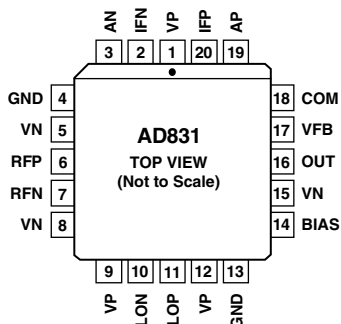 AN IFN VP IFP AP
3 2 1 20 19
GND 4
VN 5
RFP 6
RFN 7
VN 8
AD831
TOP VIEW
(Not to Scale)
18 COM
17 VFB
16 OUT
15 VN
14 BIAS
9 10 11 12 13
VP LON LOP VP GND